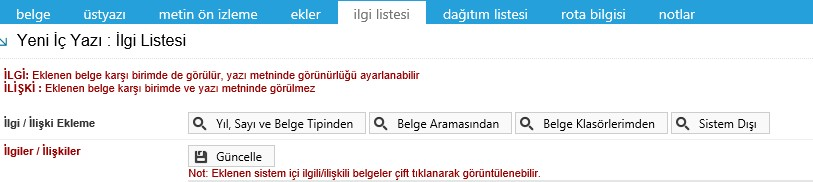 belge üstyazı metin ön izleme ekler ilgi listesi dağıtım listesi rota bilgisi notlar
Yeni İç Yazı : İlgi Listesi
İLGİ: Eklenen belge karşı birimde de görülür, yazı metninde görünürlüğü ayarlanabilir
İLİŞKİ : Eklenen belge karşı birimde ve yazı metninde görülmez
İlgi / İlişki Ekleme Yıl, Sayı ve Belge Tipinden Belge Aramasından Belge Klasörlerimden Sistem Dışı
İlgiler / İlişkiler Güncelle
Not: Eklenen sistem içi ilgili/ilişkili belgeler çift tıklanarak görüntülenebilir.